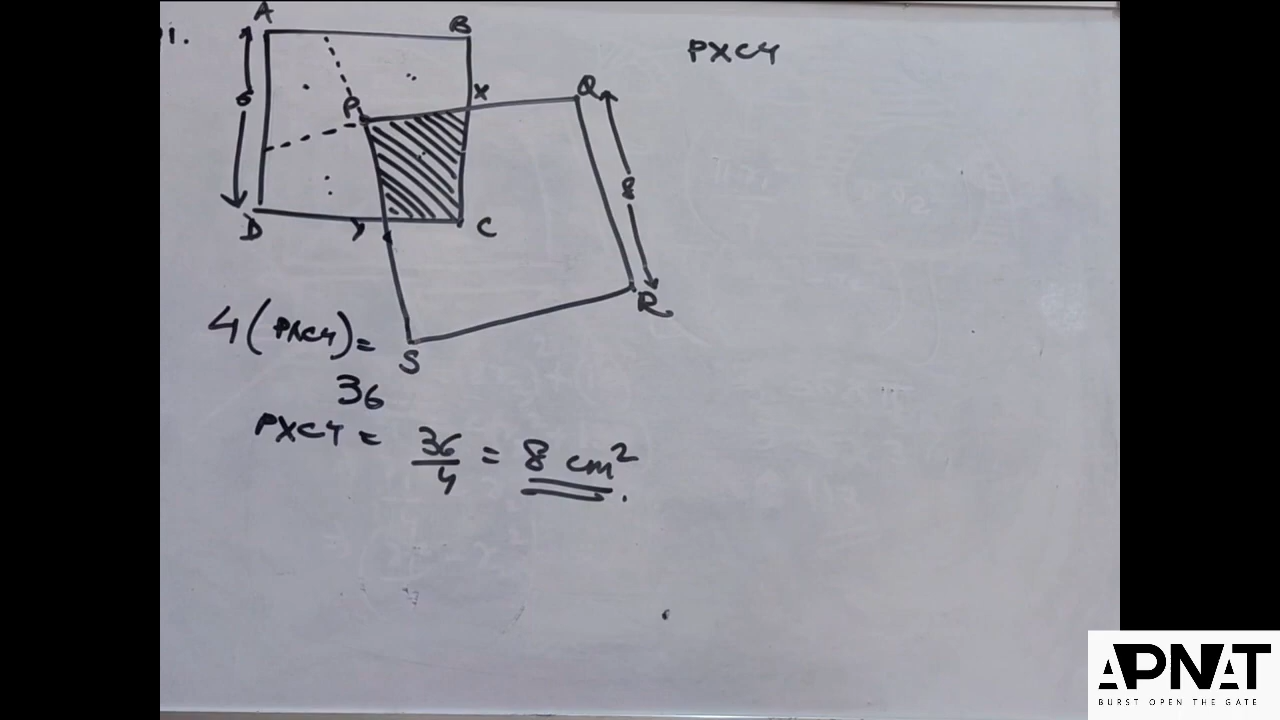 1.
A
B
PXCY
6
P
X
Q
8
D
Y
C
R
4 (PXCY) =
S
36
PXCY = 36/4 = 8 cm².
APNAT
BURST OPEN THE GATE